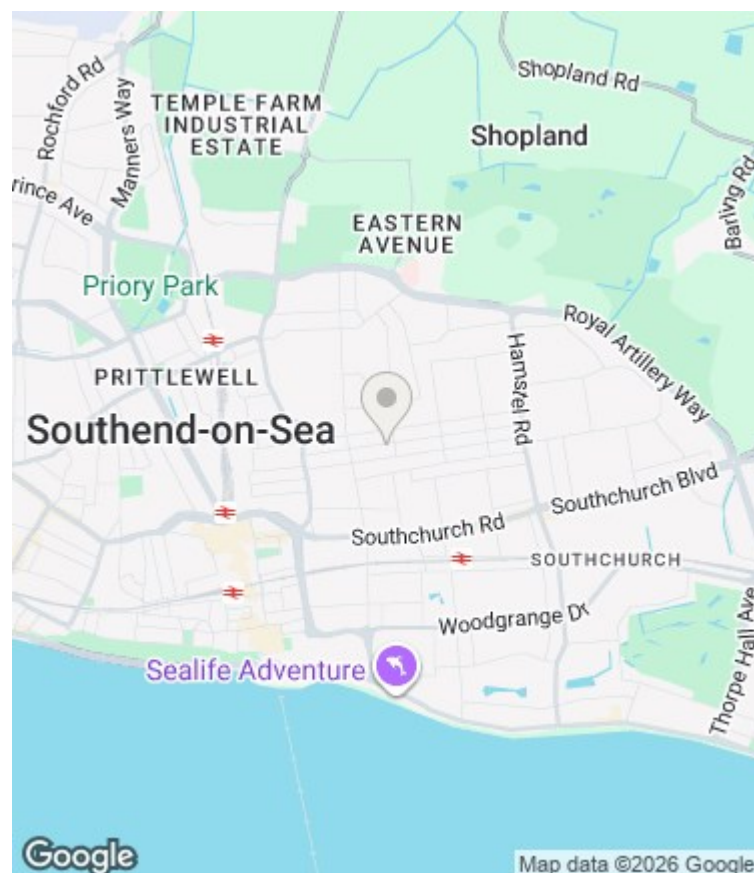 Rochford Rd
Manners Way
TEMPLE FARM
INDUSTRIAL
ESTATE
Shopland Rd
Shopland
Barling Rd
rince Ave
EASTERN
AVENUE
Priory Park
Royal Artillery Way
PRITTLEWELL
Hamstel Rd
Southend-on-Sea
Southchurch Blvd
Southchurch Rd
SOUTHCHURCH
Woodgrange Dr
Sealife Adventure
Thorpe Hall Ave
Google
Map data ©2026 Google